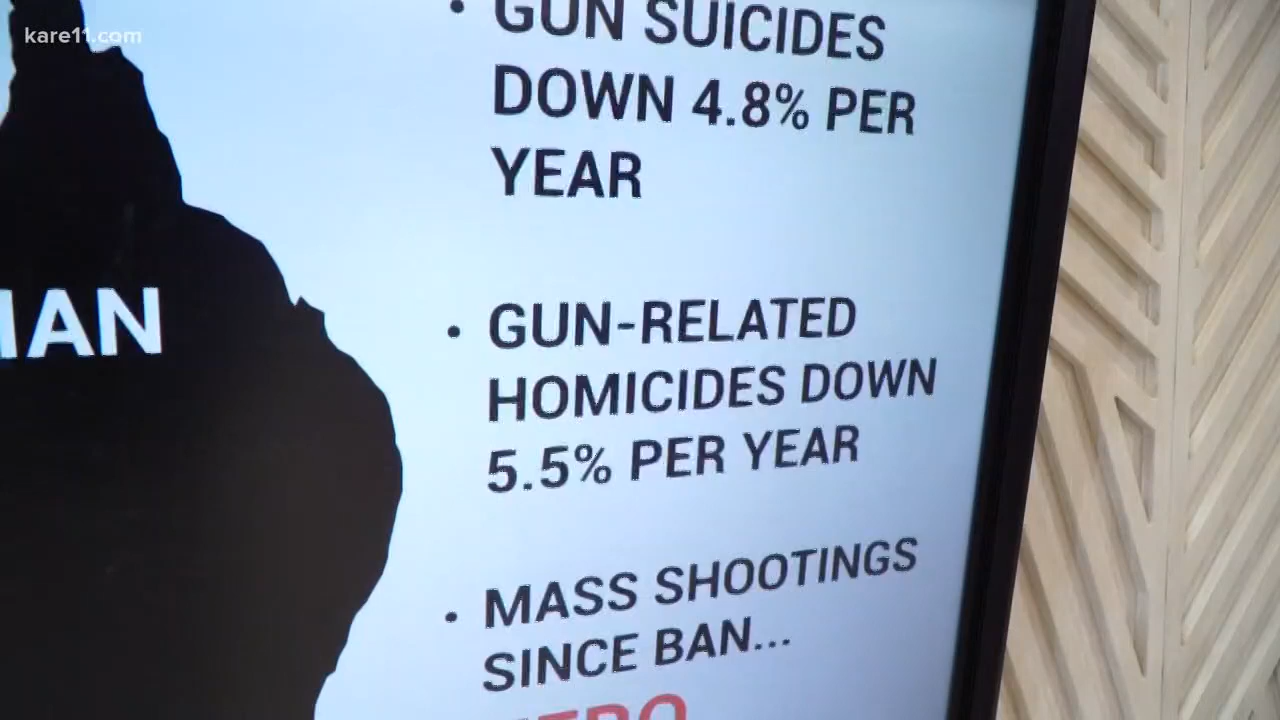 kare11.com
GUN SUICIDES
DOWN 4.8% PER
YEAR
GUN-RELATED
HOMICIDES DOWN
5.5% PER YEAR
MASS SHOOTINGS
SINCE BAN...